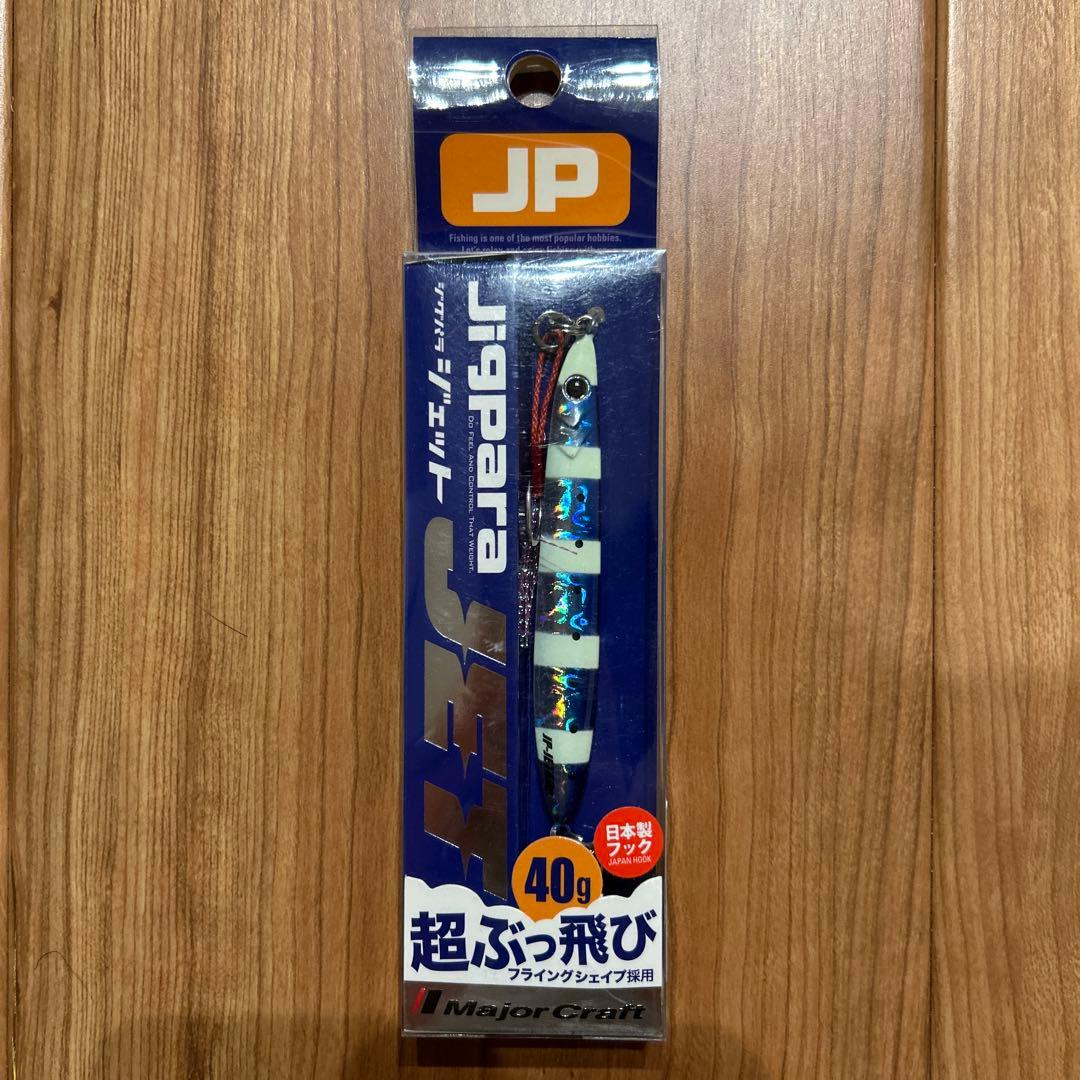 JP
Fishing is one of the most popular hobbies.
Jigpara
DO FEEL AND CONTROL THAT WEIGHT.
ジグパラ ジェット
JET
40g
日本製
フック
JAPAN HOOK
超ぶっ飛び
フライングシェイプ採用
Major Craft